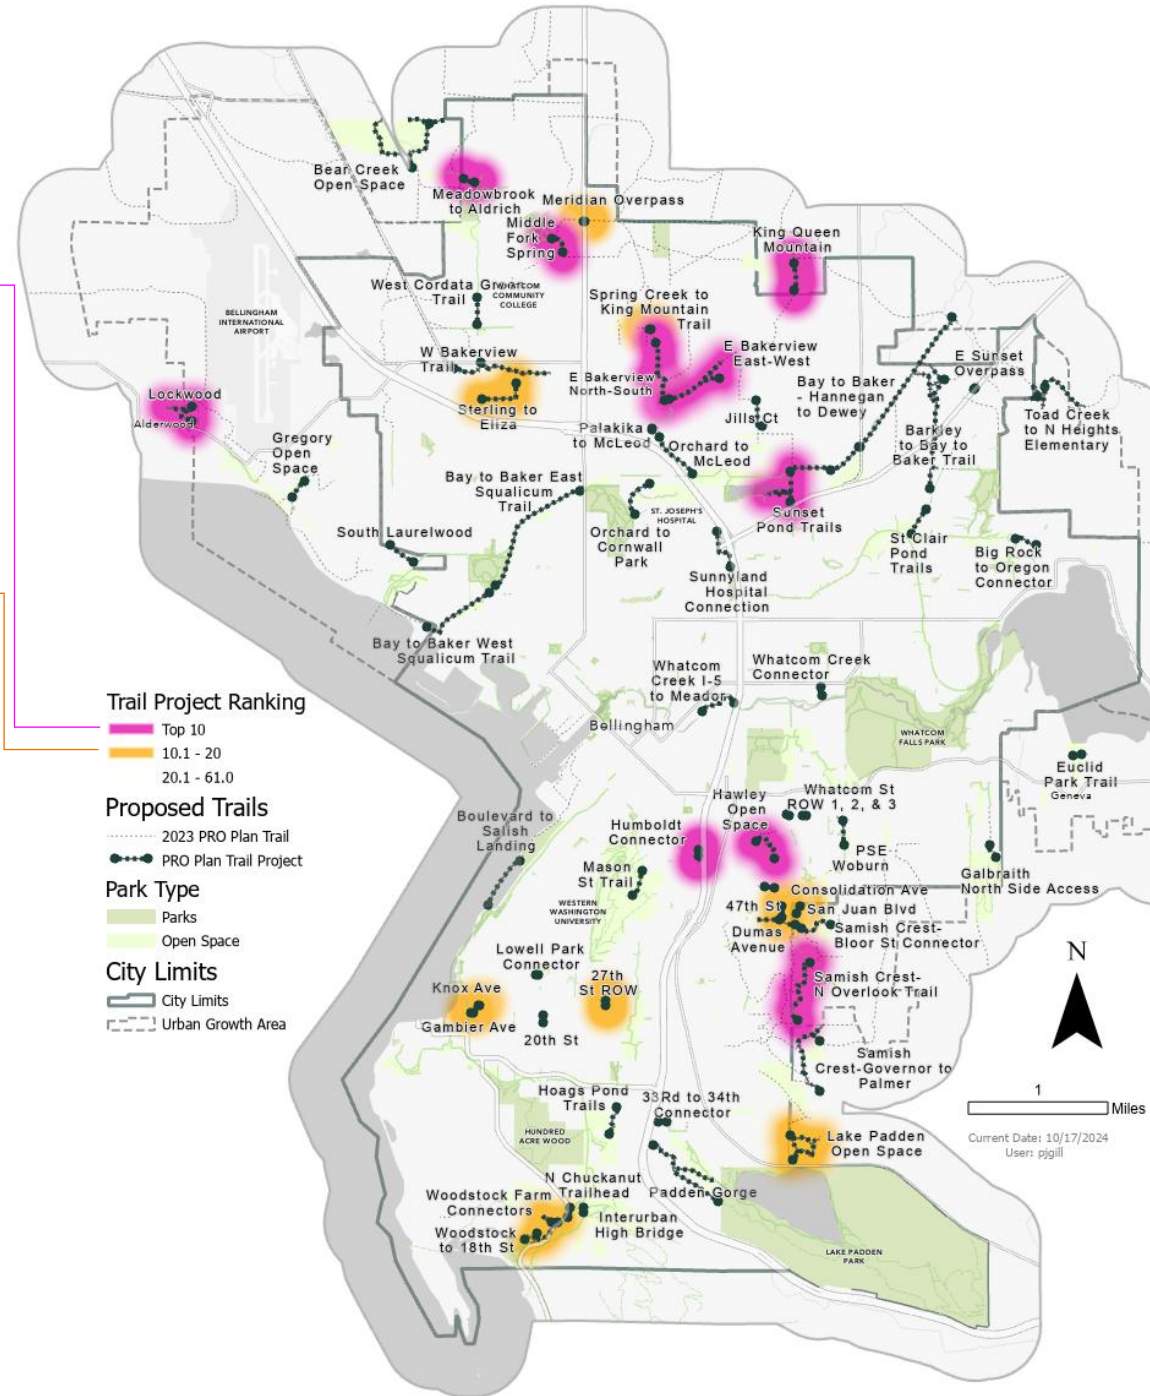 Bear Creek
Open Space
Meadowbrook
to Aldrich
Meridian Overpass
Middle
Fork
Spring
King Queen
Mountain
West Cordata Green
Trail
WHATCOM
COMMUNITY
COLLEGE
Spring Creek to
King Mountain
Trail
BELLINGHAM
INTERNATIONAL
AIRPORT
W Bakerview
Trail
E Bakerview
East-West
E Sunset
Overpass
E Bakerview
North-South
Bay to Baker
- Hannegan
to Dewey
Lockwood
Alderwood
Sterling to
Eliza
Jills Ct
Toad Creek
to N Heights
Elementary
Gregory
Open
Space
Palakika
to McLeod
Orchard to
McLeod
Barkley
to Bay to
Baker Trail
Bay to Baker East
Squalicum
Trail
ST. JOSEPH'S
HOSPITAL
Sunset
Pond Trails
South Laurelwood
Orchard to
Cornwall
Park
St Clair
Pond
Trails
Big Rock
to Oregon
Connector
Sunnyland
Hospital
Connection
Bay to Baker West
Squalicum Trail
Whatcom
Creek I-5
to Meador
Whatcom Creek
Connector
Bellingham
WHATCOM
FALLS PARK
Euclid
Park Trail
Geneva
Trail Project Ranking
Top 10
10.1 - 20
20.1 - 61.0
Proposed Trails
2023 PRO Plan Trail
PRO Plan Trail Project
Park Type
Parks
Open Space
City Limits
City Limits
Urban Growth Area
Boulevard to
Salish
Landing
Humboldt
Connector
Hawley
Open
Space
Whatcom St
ROW 1, 2, & 3
PSE
Woburn
Galbraith
North Side Access
Mason
St Trail
WESTERN
WASHINGTON
UNIVERSITY
Consolidation Ave
47th St
San Juan Blvd
Dumas
Avenue
Samish Crest-
Bloor St Connector
Lowell Park
Connector
27th
St ROW
Samish Crest-
N Overlook Trail
Knox Ave
Gambier Ave
20th St
Samish
Crest-Governor to
Palmer
Hoags Pond
Trails
33Rd to 34th
Connector
HUNDRED
ACRE WOOD
Lake Padden
Open Space
N Chuckanut
Trailhead
Padden Gorge
Woodstock Farm
Connectors
Interurban
High Bridge
Woodstock
to 18th St
LAKE PADDEN
PARK
N
1
Miles
Current Date: 10/17/2024
User: pjgill